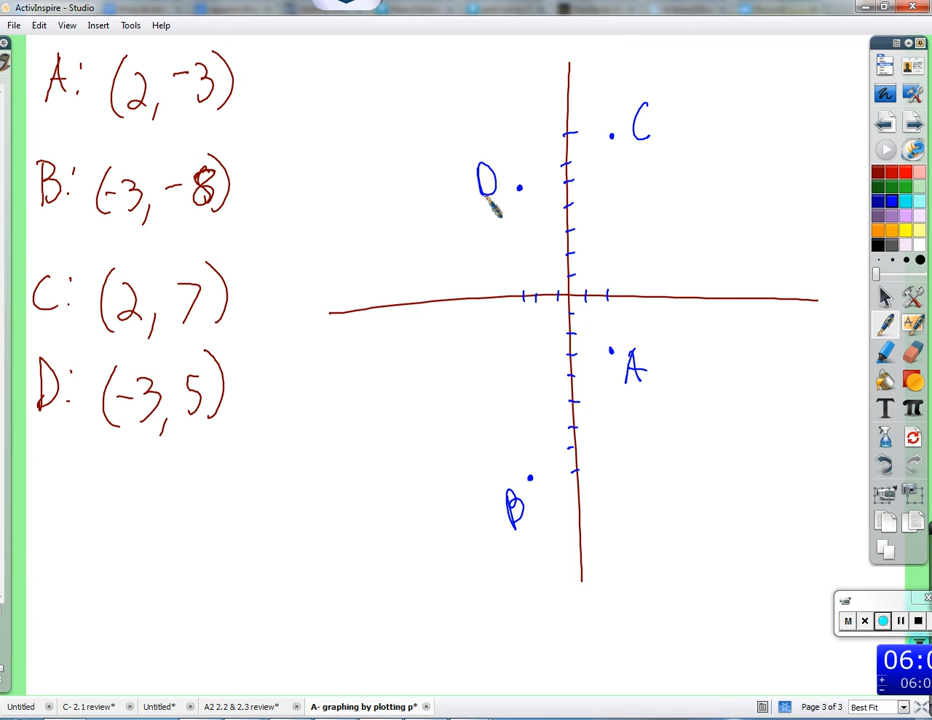 ActivInspire - Studio
File Edit View Insert Tools Help
A: (2, -3)
B: (-3, -8)
C: (2, 7)
D: (-3, 5)
C
D
A
B
M
06:0
06:0
Untitled
C- 2.1 review*
Untitled*
A2 2.2 & 2.3 review*
A- graphing by plotting p*
Page 3 of 3
Best Fit